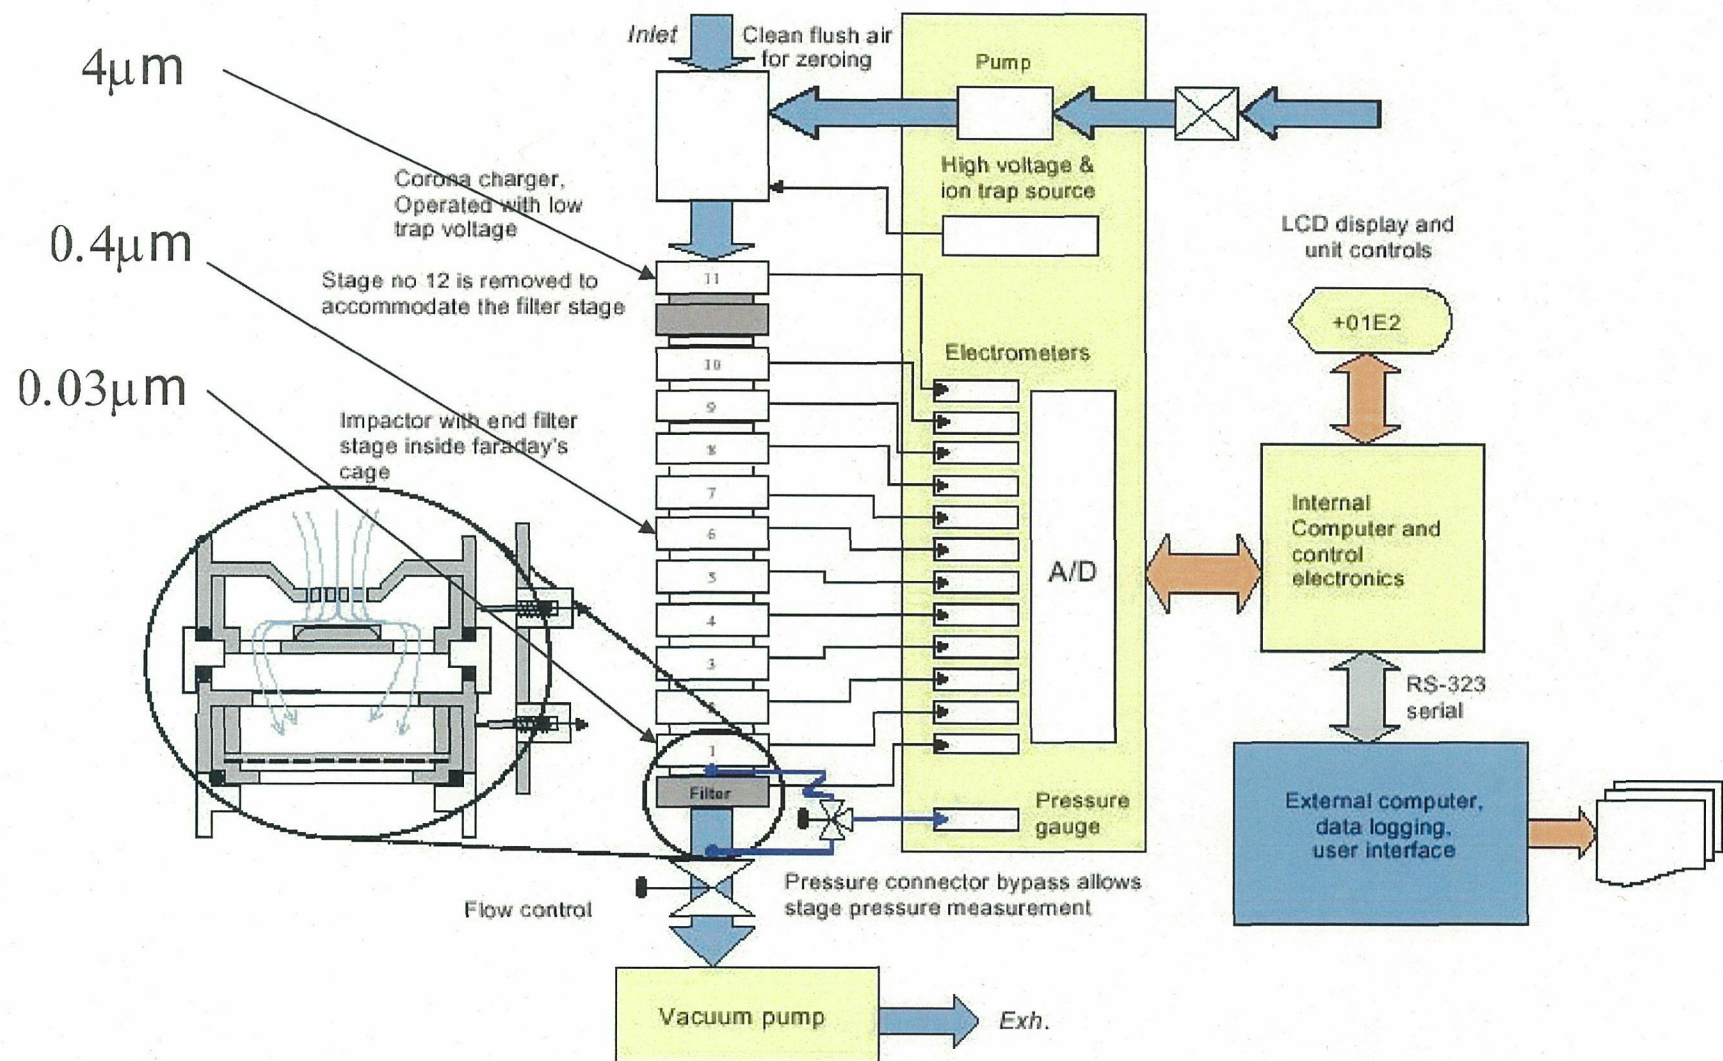 4μm
0.4μm
0.03μm
Inlet
Clean flush air
for zeroing
Pump
High voltage &
ion trap source
Corona charger,
Operated with low
trap voltage
Stage no 12 is removed to
accommodate the filter stage
Impactor with end filter
stage inside faraday's
cage
11
10
9
8
7
6
5
4
3
1
Filter
Electrometers
A/D
Pressure
gauge
LCD display and
unit controls
+01E2
Internal
Computer and
control
electronics
RS-323
serial
External computer,
data logging,
user interface
Pressure connector bypass allows
stage pressure measurement
Flow control
Vacuum pump
Exh.